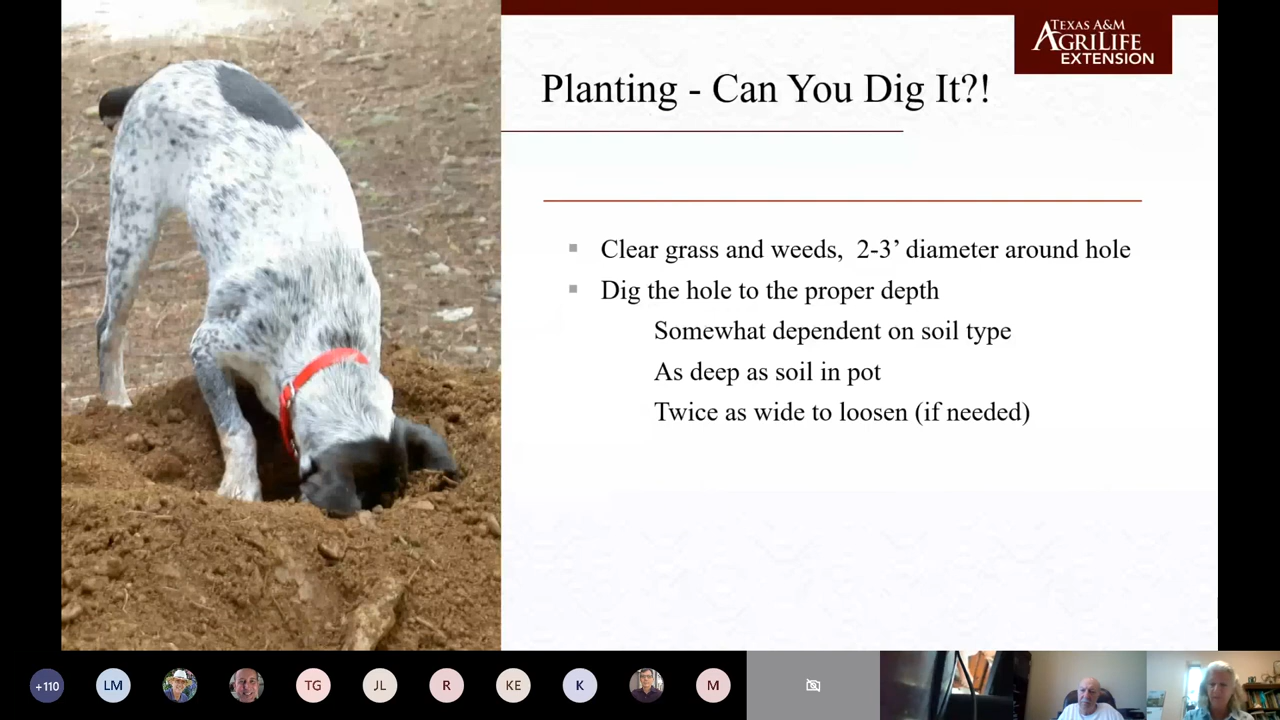 TEXAS A&M
AGRILIFE
EXTENSION
Planting - Can You Dig It?!
Clear grass and weeds, 2-3’ diameter around hole
Dig the hole to the proper depth
Somewhat dependent on soil type
As deep as soil in pot
Twice as wide to loosen (if needed)
+110
LM
TG
JL
R
KE
K
M